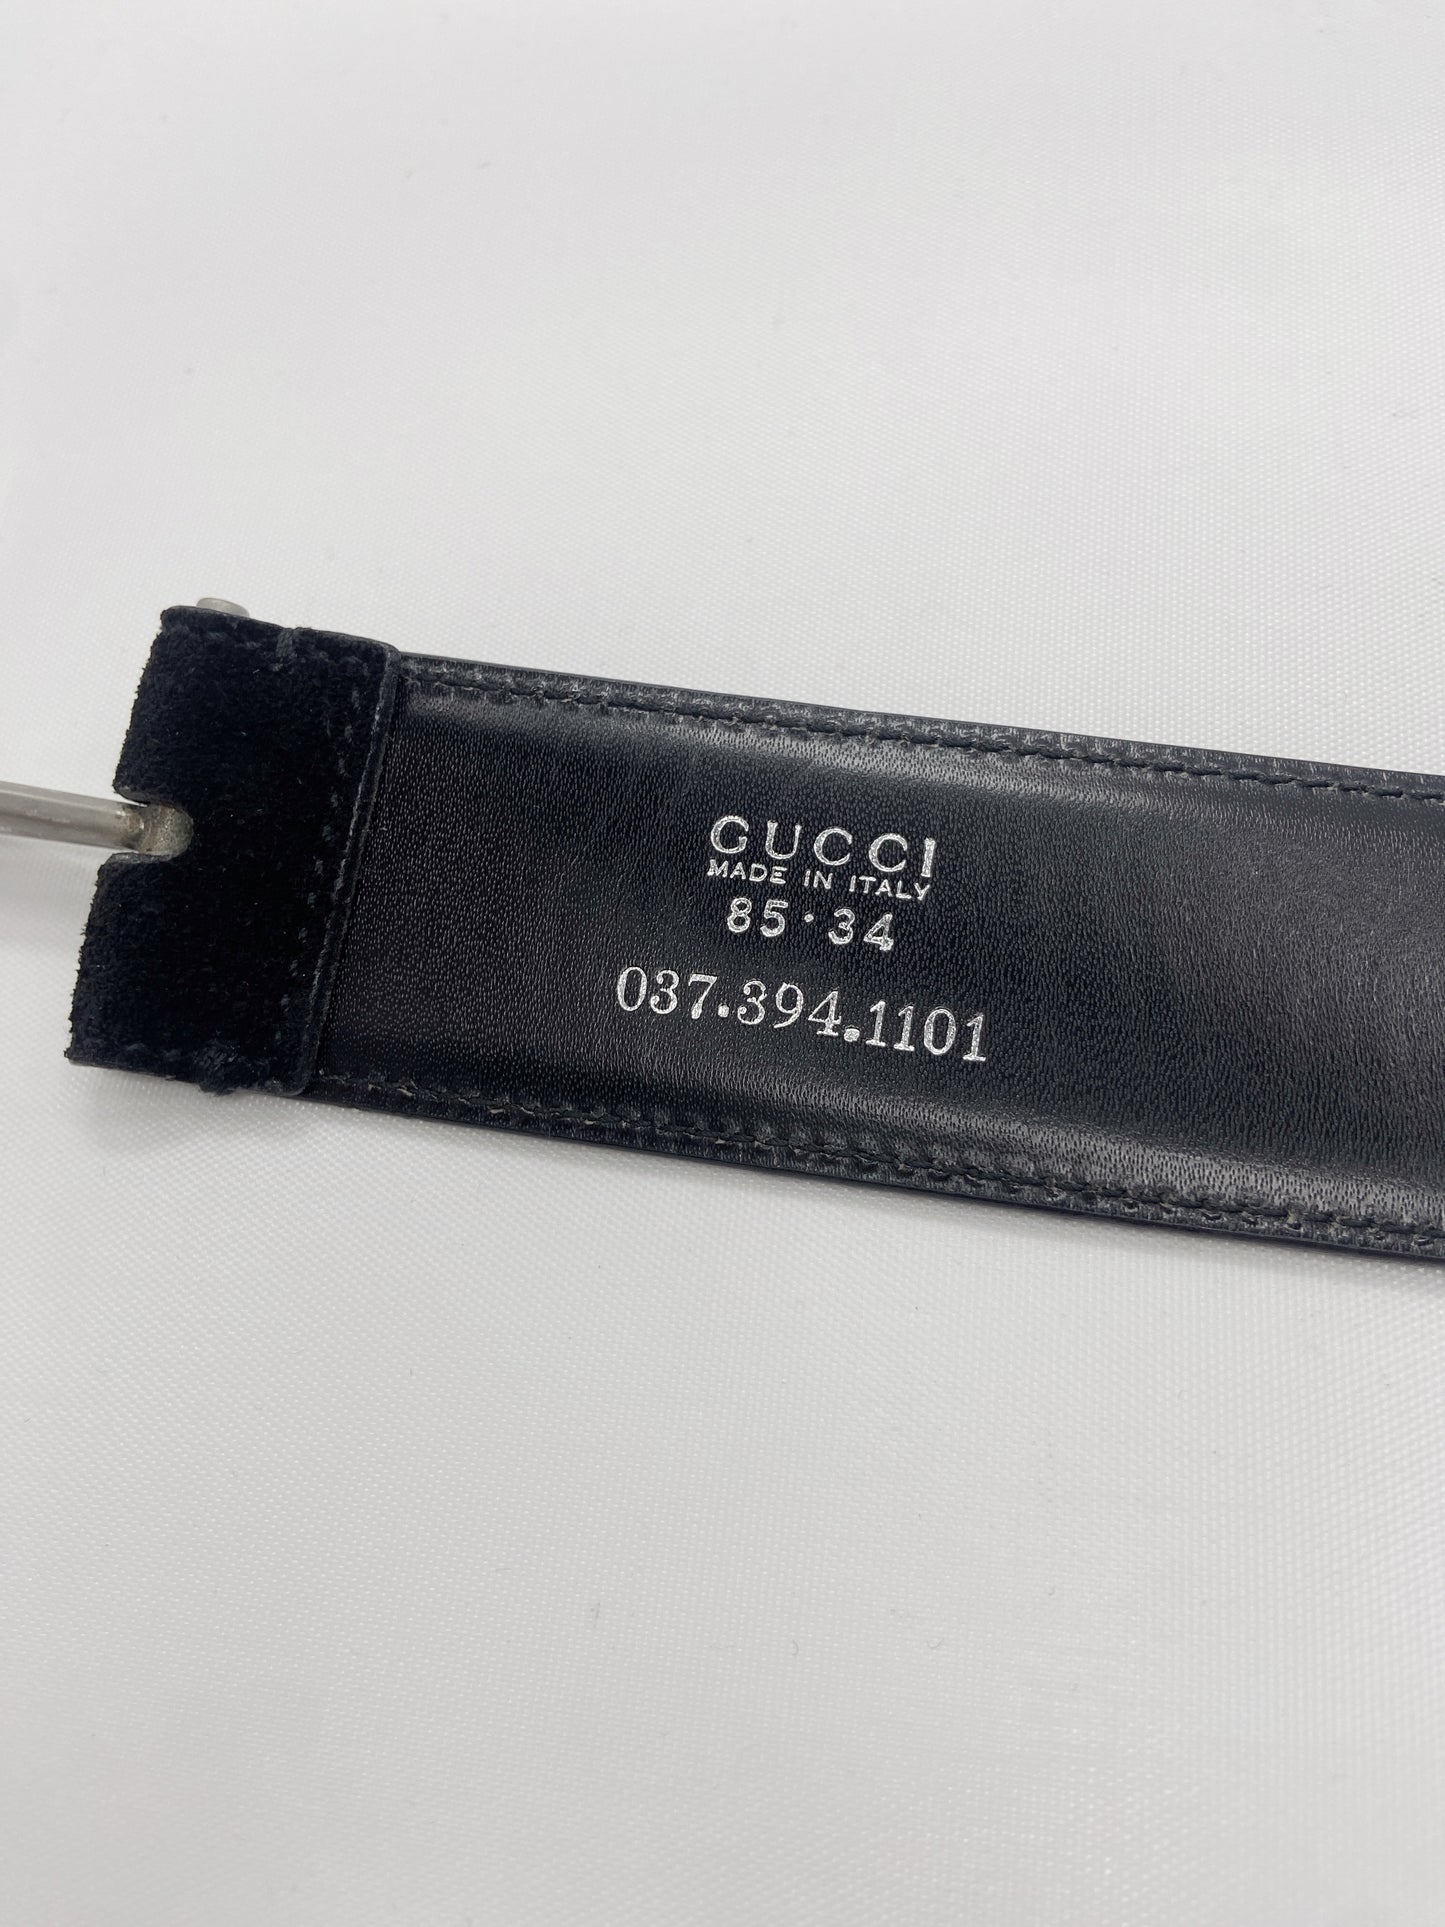 GUCCI
MADE IN ITALY
85·34
037.394.1101